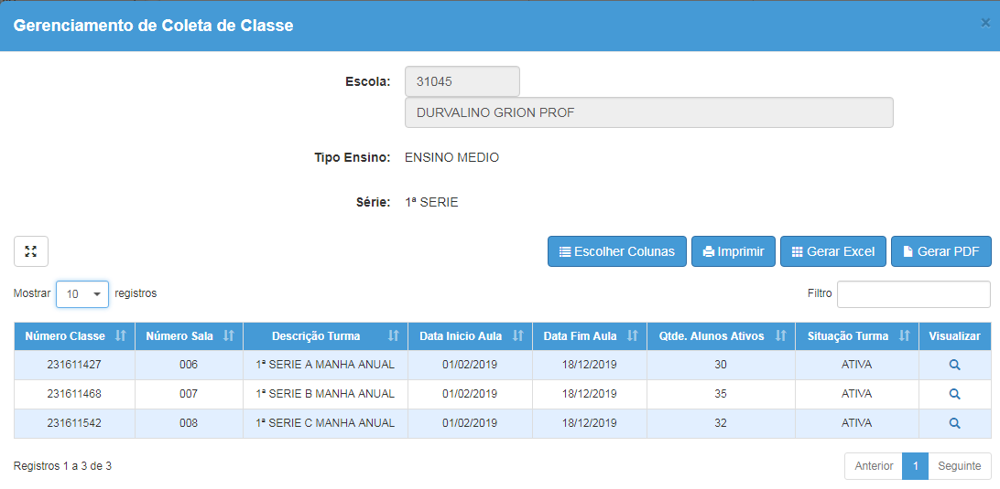 Gerenciamento de Coleta de Classe
×
Escola: 31045
DURVALINO GRION PROF
Tipo Ensino: ENSINO MEDIO
Série: 1ª SERIE
Escolher Colunas Imprimir Gerar Excel Gerar PDF
Mostrar 10 registros Filtro
Número Classe Número Sala Descrição Turma Data Inicio Aula Data Fim Aula Qtde. Alunos Ativos Situação Turma Visualizar
231611427 006 1ª SERIE A MANHA ANUAL 01/02/2019 18/12/2019 30 ATIVA
231611468 007 1ª SERIE B MANHA ANUAL 01/02/2019 18/12/2019 35 ATIVA
231611542 008 1ª SERIE C MANHA ANUAL 01/02/2019 18/12/2019 32 ATIVA
Registros 1 a 3 de 3 Anterior 1 Seguinte